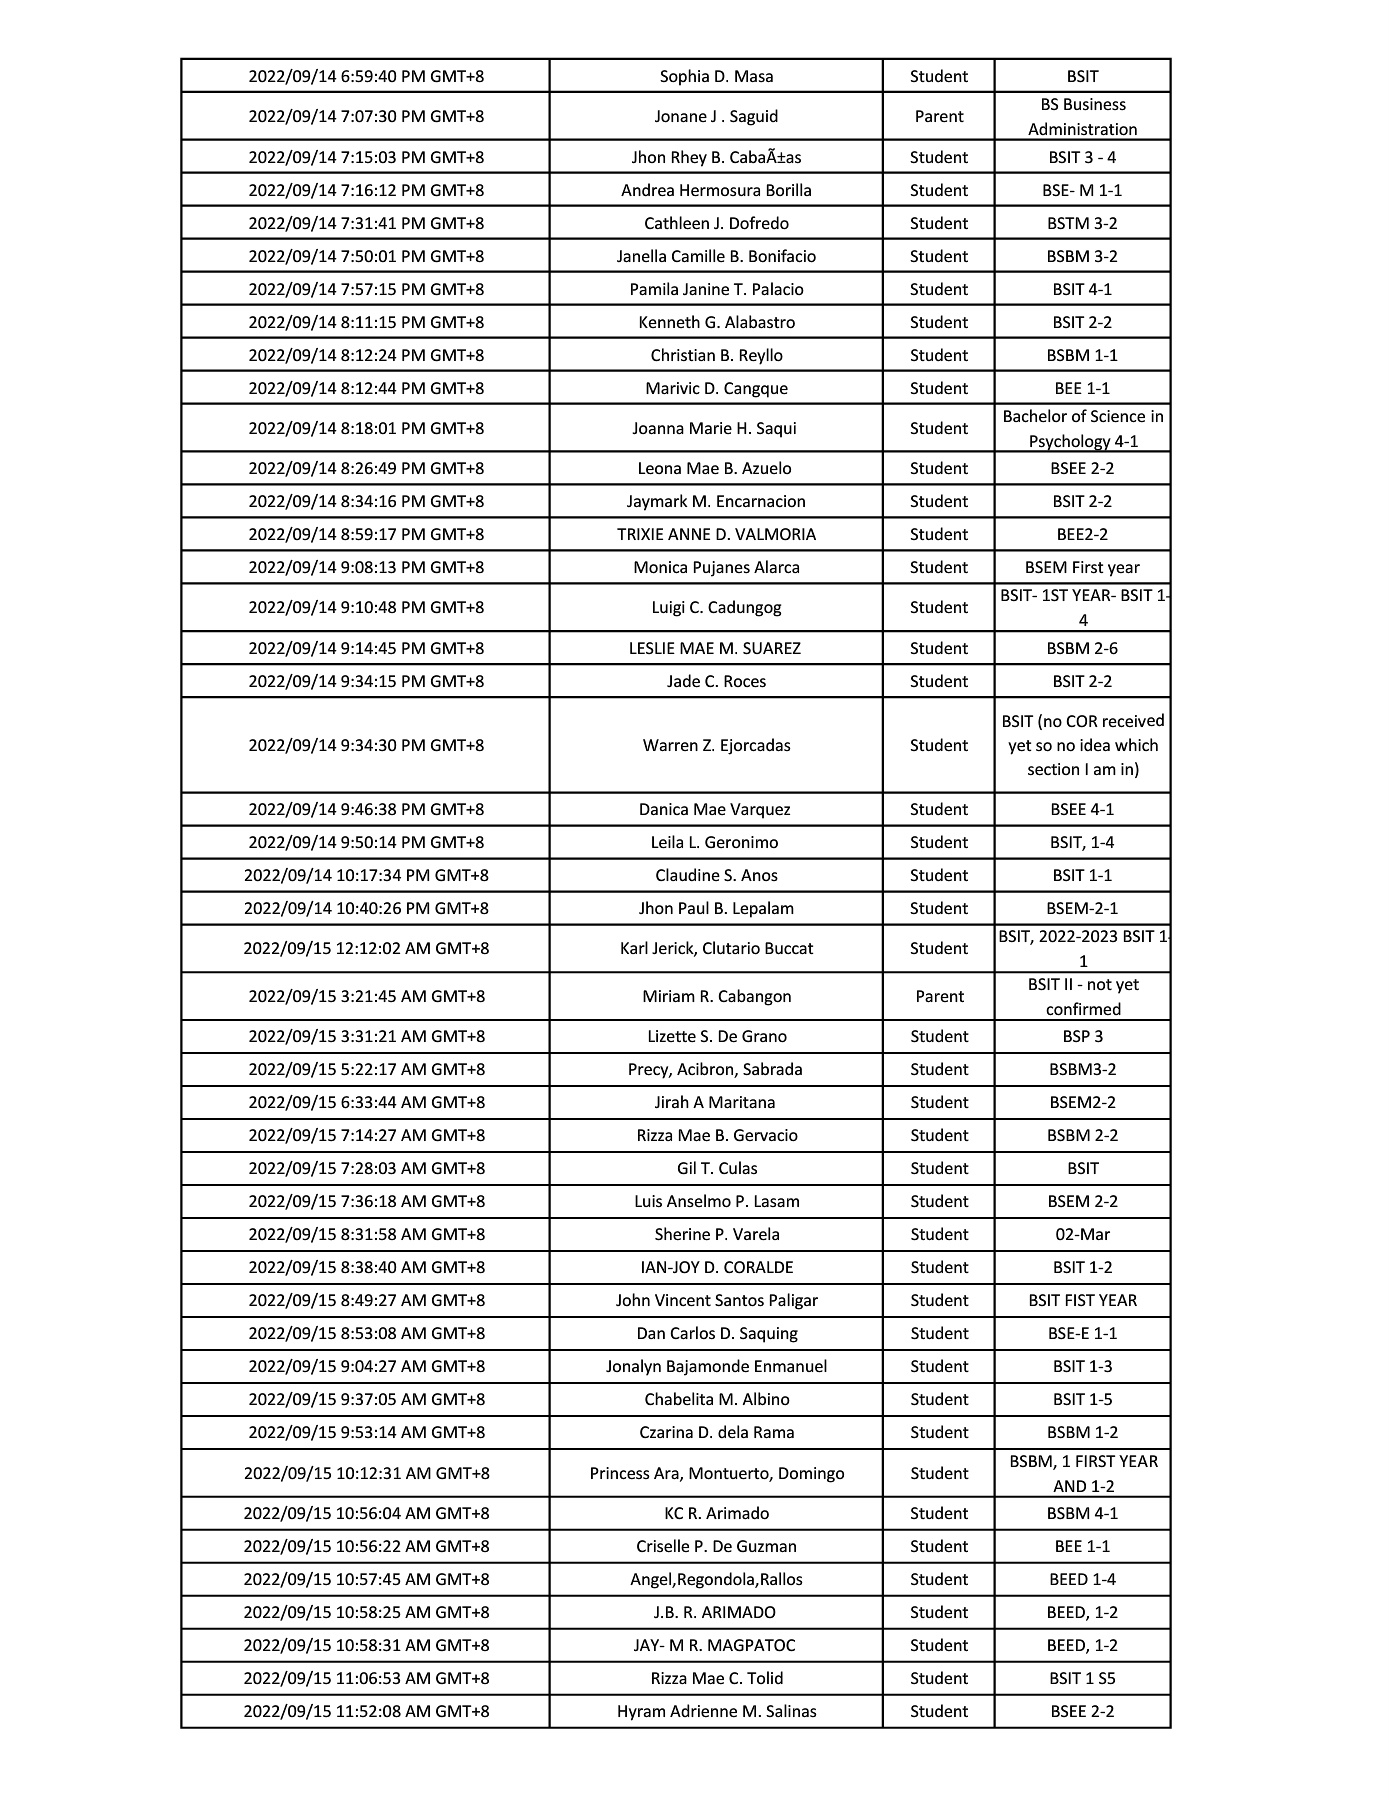 2022/09/14 6:59:40 PM GMT+8 Sophia D. Masa Student BSIT
2022/09/14 7:07:30 PM GMT+8 Jonane J . Saguid Parent BS Business
Administration
2022/09/14 7:15:03 PM GMT+8 Jhon Rhey B. CabaÃ±as Student BSIT 3 - 4
2022/09/14 7:16:12 PM GMT+8 Andrea Hermosura Borilla Student BSE- M 1-1
2022/09/14 7:31:41 PM GMT+8 Cathleen J. Dofredo Student BSTM 3-2
2022/09/14 7:50:01 PM GMT+8 Janella Camille B. Bonifacio Student BSBM 3-2
2022/09/14 7:57:15 PM GMT+8 Pamila Janine T. Palacio Student BSIT 4-1
2022/09/14 8:11:15 PM GMT+8 Kenneth G. Alabastro Student BSIT 2-2
2022/09/14 8:12:24 PM GMT+8 Christian B. Reyllo Student BSBM 1-1
2022/09/14 8:12:44 PM GMT+8 Marivic D. Cangque Student BEE 1-1
2022/09/14 8:18:01 PM GMT+8 Joanna Marie H. Saqui Student Bachelor of Science in
Psychology 4-1
2022/09/14 8:26:49 PM GMT+8 Leona Mae B. Azuelo Student BSEE 2-2
2022/09/14 8:34:16 PM GMT+8 Jaymark M. Encarnacion Student BSIT 2-2
2022/09/14 8:59:17 PM GMT+8 TRIXIE ANNE D. VALMORIA Student BEE2-2
2022/09/14 9:08:13 PM GMT+8 Monica Pujanes Alarca Student BSEM First year
2022/09/14 9:10:48 PM GMT+8 Luigi C. Cadungog Student BSIT- 1ST YEAR- BSIT 1-
4
2022/09/14 9:14:45 PM GMT+8 LESLIE MAE M. SUAREZ Student BSBM 2-6
2022/09/14 9:34:15 PM GMT+8 Jade C. Roces Student BSIT 2-2
2022/09/14 9:34:30 PM GMT+8 Warren Z. Ejorcadas Student BSIT (no COR received
yet so no idea which
section I am in)
2022/09/14 9:46:38 PM GMT+8 Danica Mae Varquez Student BSEE 4-1
2022/09/14 9:50:14 PM GMT+8 Leila L. Geronimo Student BSIT, 1-4
2022/09/14 10:17:34 PM GMT+8 Claudine S. Anos Student BSIT 1-1
2022/09/14 10:40:26 PM GMT+8 Jhon Paul B. Lepalam Student BSEM-2-1
2022/09/15 12:12:02 AM GMT+8 Karl Jerick, Clutario Buccat Student BSIT, 2022-2023 BSIT 1-
1
2022/09/15 3:21:45 AM GMT+8 Miriam R. Cabangon Parent BSIT II - not yet
confirmed
2022/09/15 3:31:21 AM GMT+8 Lizette S. De Grano Student BSP 3
2022/09/15 5:22:17 AM GMT+8 Precy, Acibron, Sabrada Student BSBM3-2
2022/09/15 6:33:44 AM GMT+8 Jirah A Maritana Student BSEM2-2
2022/09/15 7:14:27 AM GMT+8 Rizza Mae B. Gervacio Student BSBM 2-2
2022/09/15 7:28:03 AM GMT+8 Gil T. Culas Student BSIT
2022/09/15 7:36:18 AM GMT+8 Luis Anselmo P. Lasam Student BSEM 2-2
2022/09/15 8:31:58 AM GMT+8 Sherine P. Varela Student 02-Mar
2022/09/15 8:38:40 AM GMT+8 IAN-JOY D. CORALDE Student BSIT 1-2
2022/09/15 8:49:27 AM GMT+8 John Vincent Santos Paligar Student BSIT FIST YEAR
2022/09/15 8:53:08 AM GMT+8 Dan Carlos D. Saquing Student BSE-E 1-1
2022/09/15 9:04:27 AM GMT+8 Jonalyn Bajamonde Enmanuel Student BSIT 1-3
2022/09/15 9:37:05 AM GMT+8 Chabelita M. Albino Student BSIT 1-5
2022/09/15 9:53:14 AM GMT+8 Czarina D. dela Rama Student BSBM 1-2
2022/09/15 10:12:31 AM GMT+8 Princess Ara, Montuerto, Domingo Student BSBM, 1 FIRST YEAR
AND 1-2
2022/09/15 10:56:04 AM GMT+8 KC R. Arimado Student BSBM 4-1
2022/09/15 10:56:22 AM GMT+8 Criselle P. De Guzman Student BEE 1-1
2022/09/15 10:57:45 AM GMT+8 Angel,Regondola,Rallos Student BEED 1-4
2022/09/15 10:58:25 AM GMT+8 J.B. R. ARIMADO Student BEED, 1-2
2022/09/15 10:58:31 AM GMT+8 JAY- M R. MAGPATOC Student BEED, 1-2
2022/09/15 11:06:53 AM GMT+8 Rizza Mae C. Tolid Student BSIT 1 S5
2022/09/15 11:52:08 AM GMT+8 Hyram Adrienne M. Salinas Student BSEE 2-2